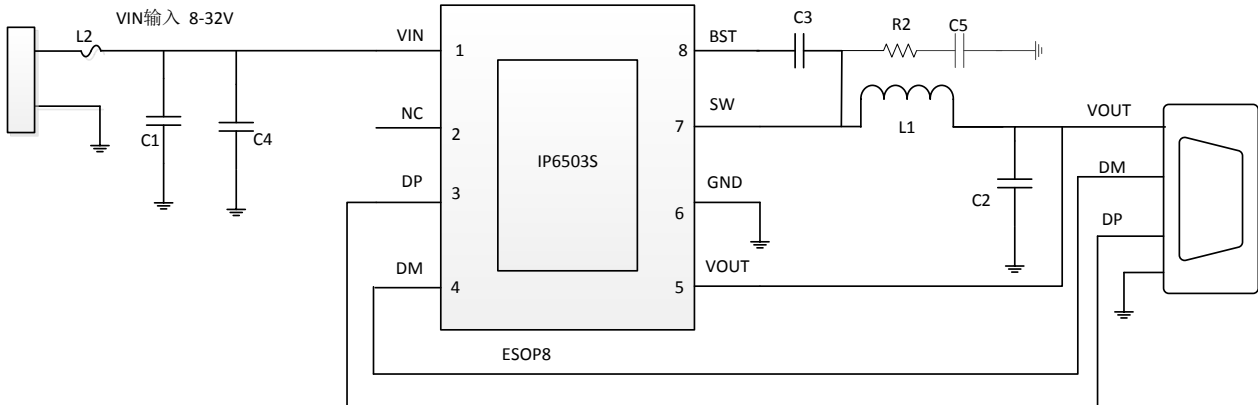 VIN输入 8-32V
L2
C1
C4
VIN
1
NC
2
DP
3
DM
4
IP6503S
ESOP8
8
BST
7
SW
6
GND
5
VOUT
C3
R2
C5
L1
C2
VOUT
DM
DP